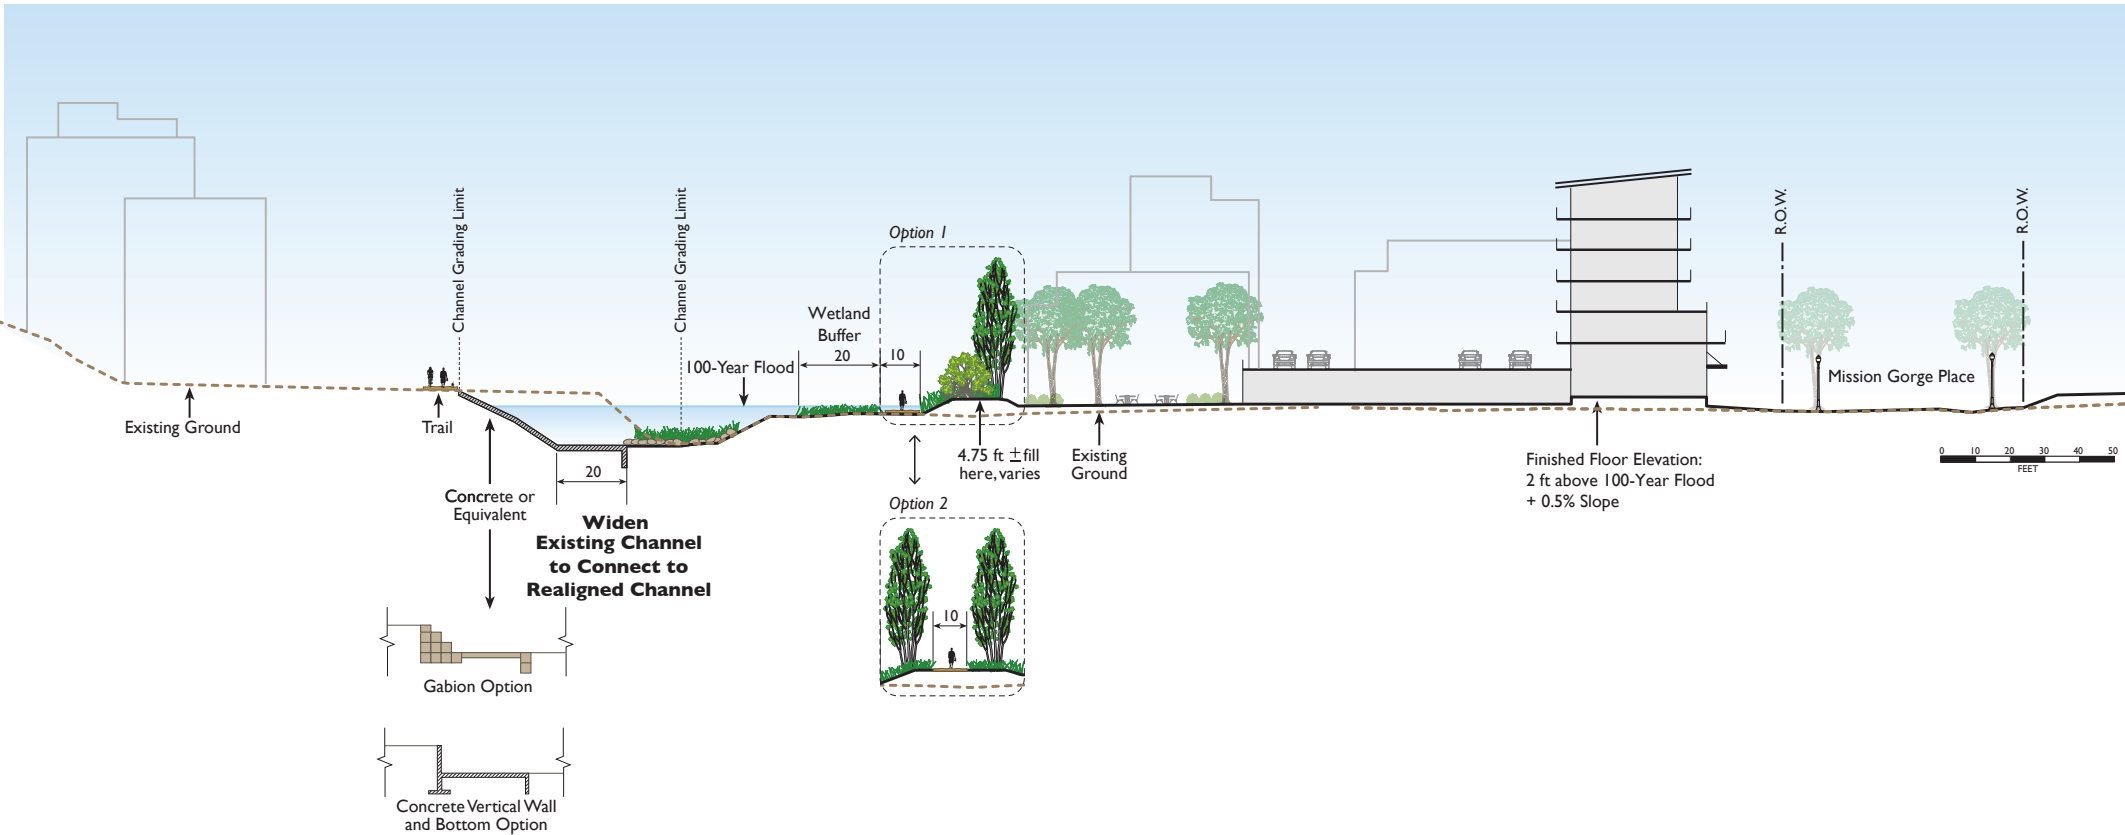 Channel Grading Limit
Channel Grading Limit
Option 1
R.O.W.
R.O.W.
Wetland
Buffer
20
10
100-Year Flood
Mission Gorge Place
Existing Ground
Trail
4.75 ft ± fill
here, varies
Existing
Ground
Finished Floor Elevation:
2 ft above 100-Year Flood
+ 0.5% Slope
0 10 20 30 40 50
FEET
20
Concrete or
Equivalent
Widen
Existing Channel
to Connect to
Realigned Channel
Option 2
10
Gabion Option
Concrete Vertical Wall
and Bottom Option